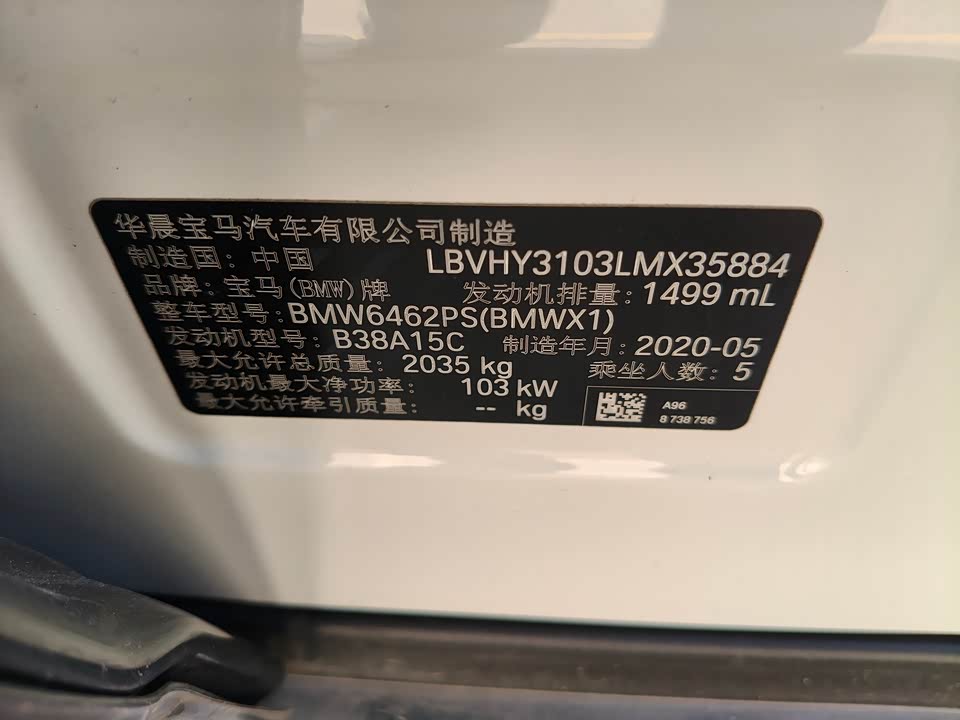 华晨宝马汽车有限公司制造
制造国: 中国 LBVHY3103LMX35884
品牌: 宝马(BMW)牌 发动机排量: 1499 mL
整车型号: BMW6462PS(BMWX1)
发动机型号: B38A15C 制造年月: 2020-05
最大允许总质量: 2035 kg 乘坐人数: 5
发动机最大净功率: 103 kW
最大允许牵引质量: -- kg
A96
8 738 756